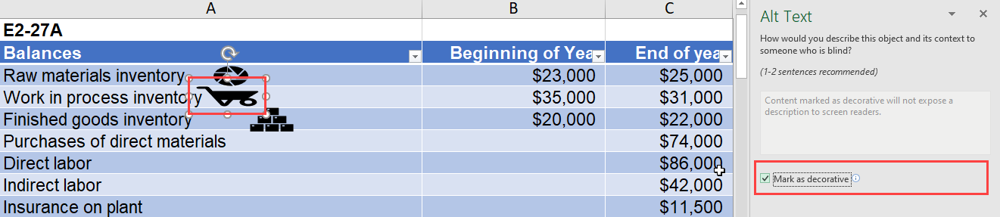 A B C
E2-27A
Balances Beginning of Yea End of yea
Raw materials inventory $23,000 $25,000
Work in process inventory $35,000 $31,000
Finished goods inventory $20,000 $22,000
Purchases of direct materials $74,000
Direct labor $86,000
Indirect labor $42,000
Insurance on plant $11,500
Alt Text
How would you describe this object and its context to
someone who is blind?
(1-2 sentences recommended)
Content marked as decorative will not expose a
description to screen readers.
Mark as decorative